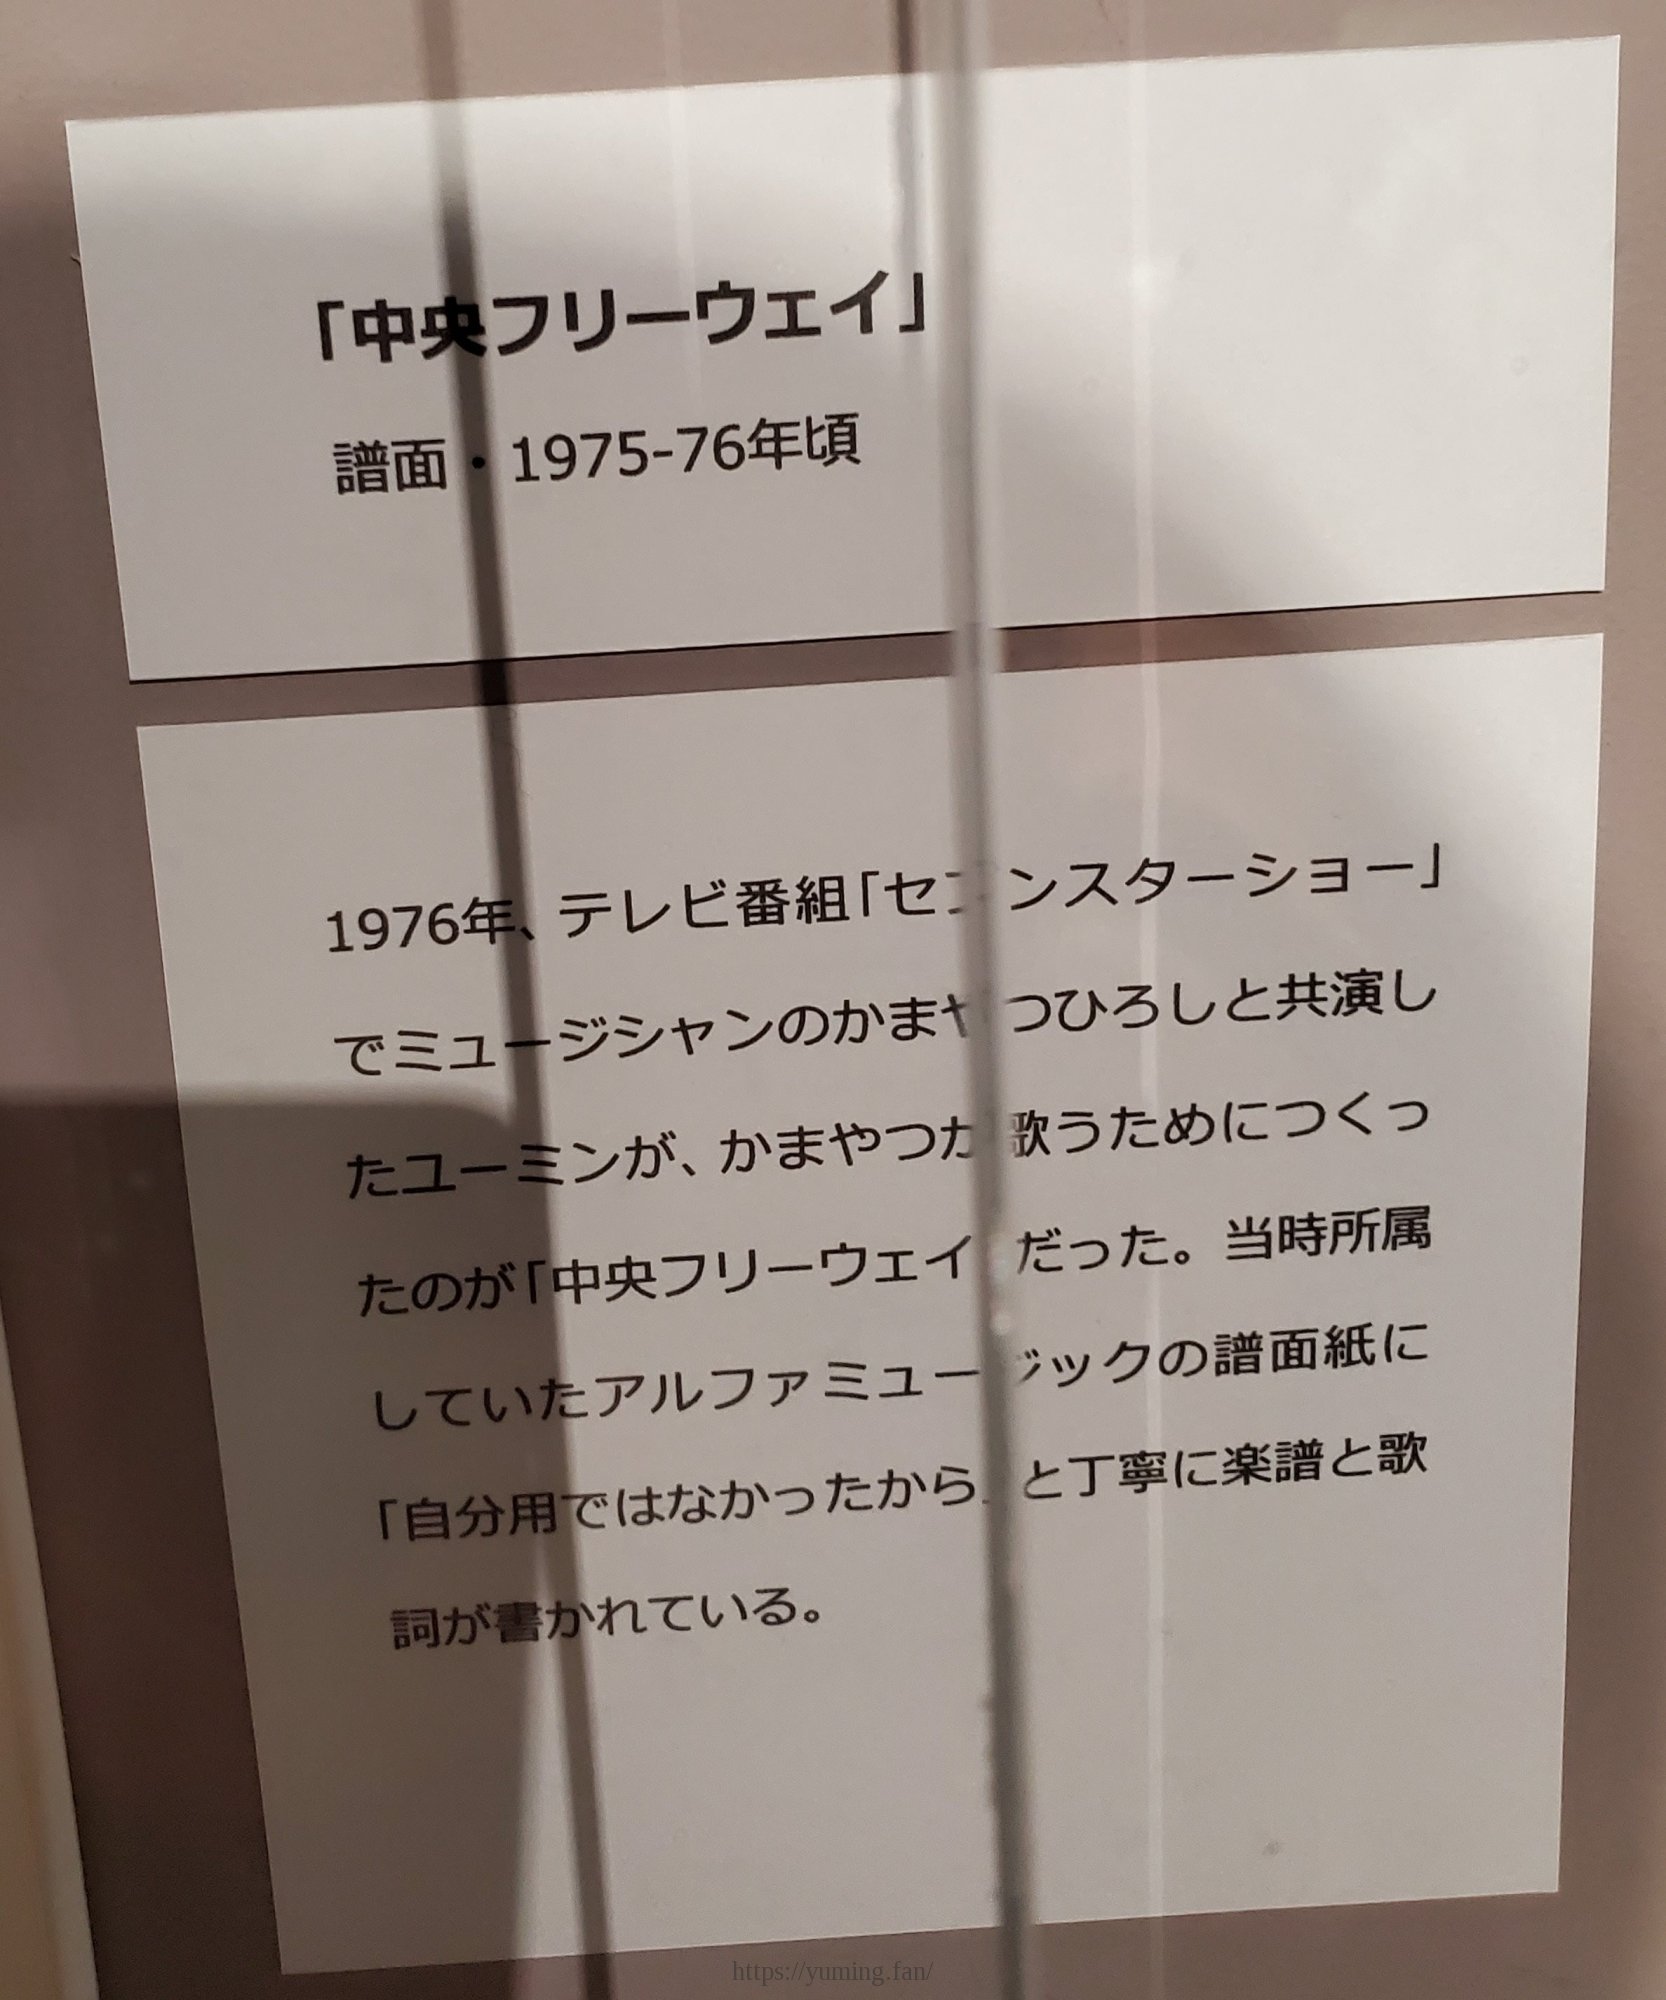 「中央フリーウェイ」
譜面・1975-76年頃
1976年、テレビ番組「セブンスターショー」
でミュージシャンのかまやつひろしと共演し
たユーミンが、かまやつが歌うためにつくっ
たのが「中央フリーウェイ」だった。当時所属
していたアルファミュージックの譜面紙に
「自分用ではなかったから」と丁寧に楽譜と歌
詞が書かれている。
https://yuming.fan/